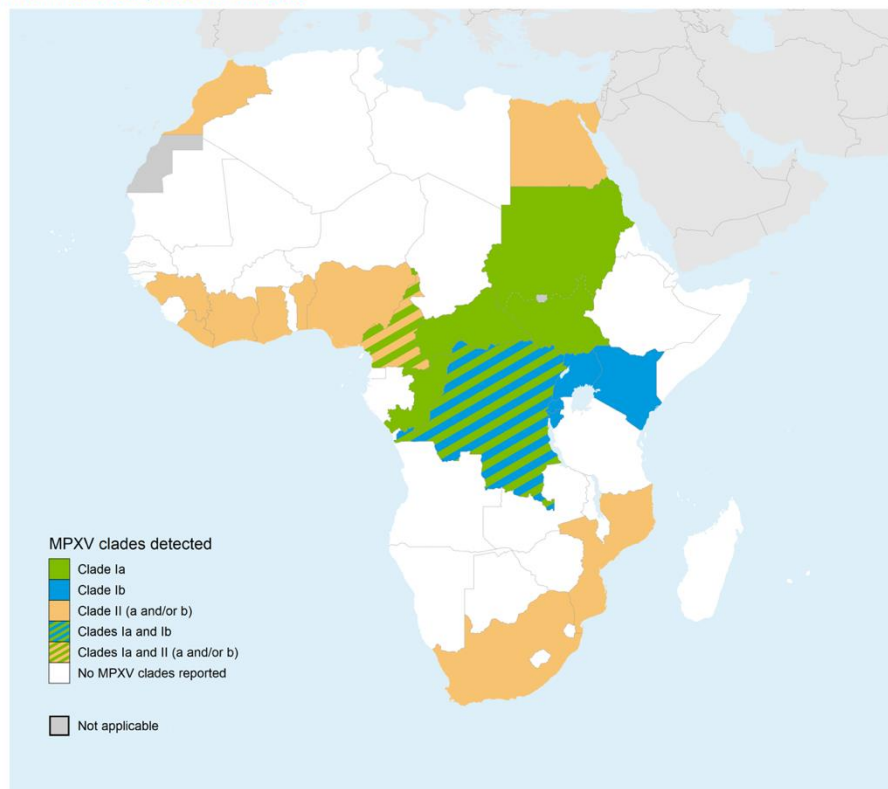 MPXV clades detected
Clade Ia
Clade Ib
Clade II (a and/or b)
Clades Ia and Ib
Clades Ia and II (a and/or b)
No MPXV clades reported
Not applicable